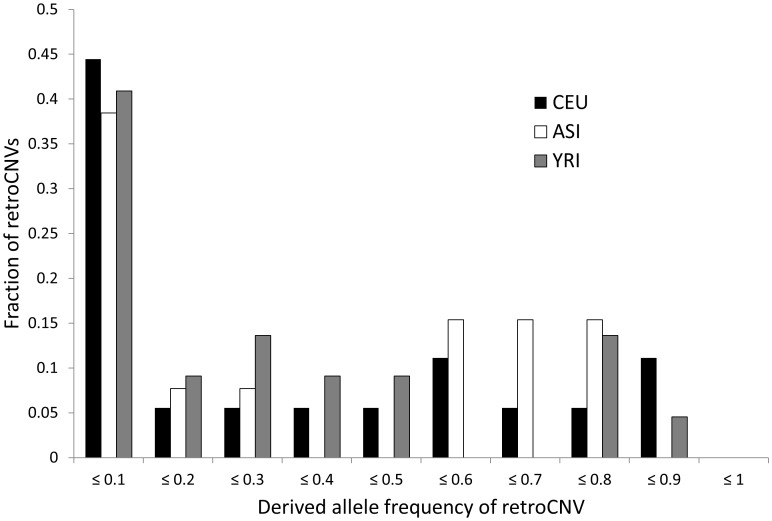 0.5
0.45
0.4
0.35
0.3
0.25
0.2
0.15
0.1
0.05
0
Fraction of retroCNVs
CEU
ASI
YRI
≤ 0.1 ≤ 0.2 ≤ 0.3 ≤ 0.4 ≤ 0.5 ≤ 0.6 ≤ 0.7 ≤ 0.8 ≤ 0.9 ≤ 1
Derived allele frequency of retroCNV